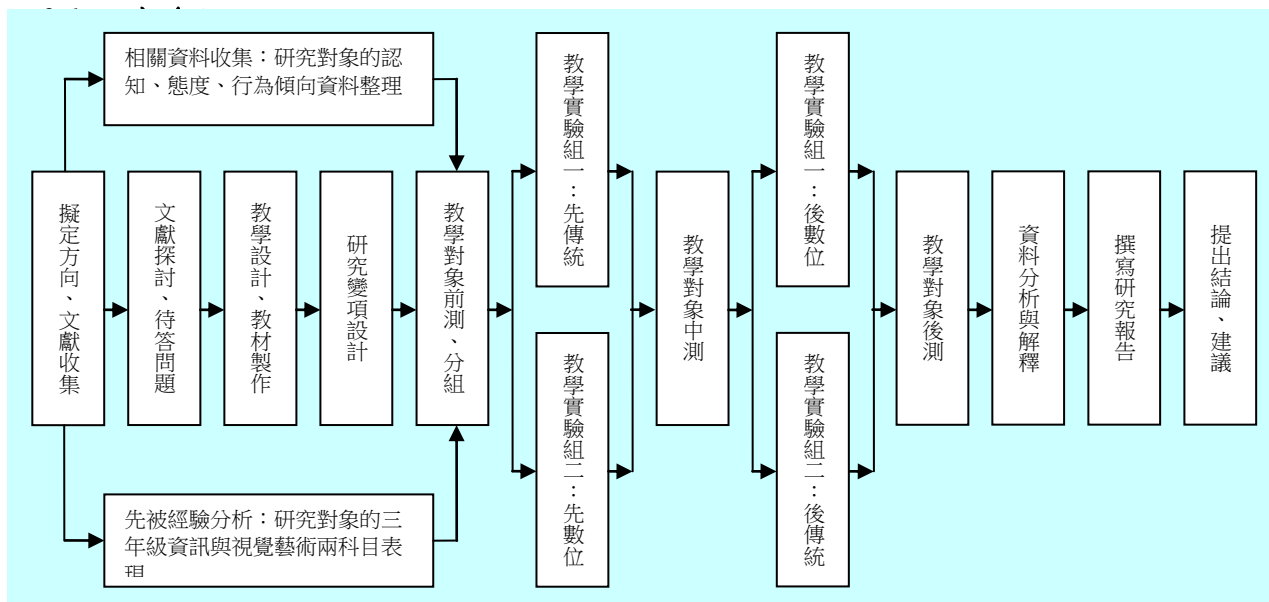 相關資料收集：研究對象的認
知、態度、行為傾向資料整理
擬定方向、文獻收集
文獻探討、待答問題
教學設計、教材製作
研究變項設計
教學對象前測、分組
先被經驗分析：研究對象的三
年級資訊與視覺藝術兩科目表
現
教學實驗組一：先傳統
教學實驗組二：先數位
教學對象中測
教學實驗組一：後數位
教學實驗組二：後傳統
教學對象後測
資料分析與解釋
撰寫研究報告
提出結論、建議